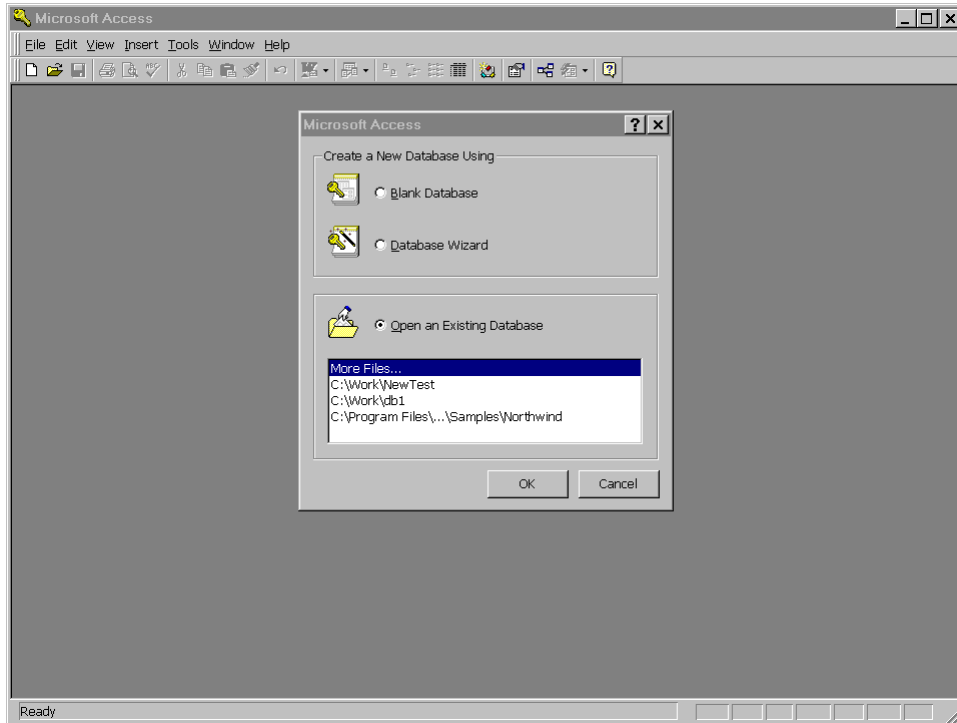 Microsoft Access
File Edit View Insert Tools Window Help
Microsoft Access
Create a New Database Using
Blank Database
Database Wizard
Open an Existing Database
More Files...
C:\Work\NewTest
C:\Work\db1
C:\Program Files\...\Samples\Northwind
OK Cancel
Ready